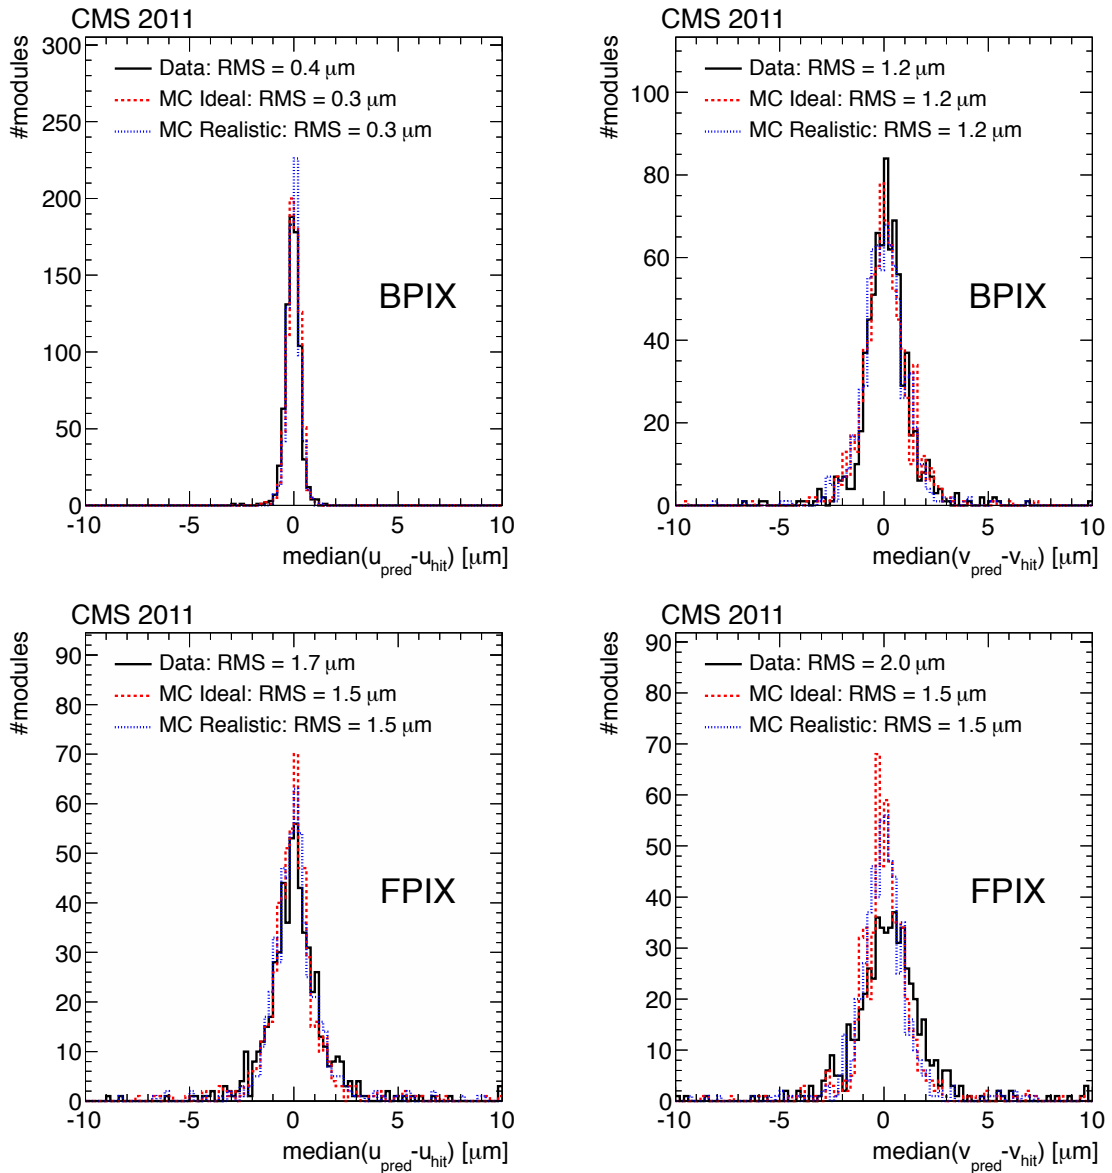 CMS 2011
#modules
300
250
200
150
100
50
0
Data: RMS = 0.4 μm
MC Ideal: RMS = 0.3 μm
MC Realistic: RMS = 0.3 μm
BPIX
-10 -5 0 5 10
median(u_pred-u_hit) [μm]
CMS 2011
#modules
100
80
60
40
20
0
Data: RMS = 1.2 μm
MC Ideal: RMS = 1.2 μm
MC Realistic: RMS = 1.2 μm
BPIX
-10 -5 0 5 10
median(v_pred-v_hit) [μm]
CMS 2011
#modules
90
80
70
60
50
40
30
20
10
0
Data: RMS = 1.7 μm
MC Ideal: RMS = 1.5 μm
MC Realistic: RMS = 1.5 μm
FPIX
-10 -5 0 5 10
median(u_pred-u_hit) [μm]
CMS 2011
#modules
90
80
70
60
50
40
30
20
10
0
Data: RMS = 2.0 μm
MC Ideal: RMS = 1.5 μm
MC Realistic: RMS = 1.5 μm
FPIX
-10 -5 0 5 10
median(v_pred-v_hit) [μm]